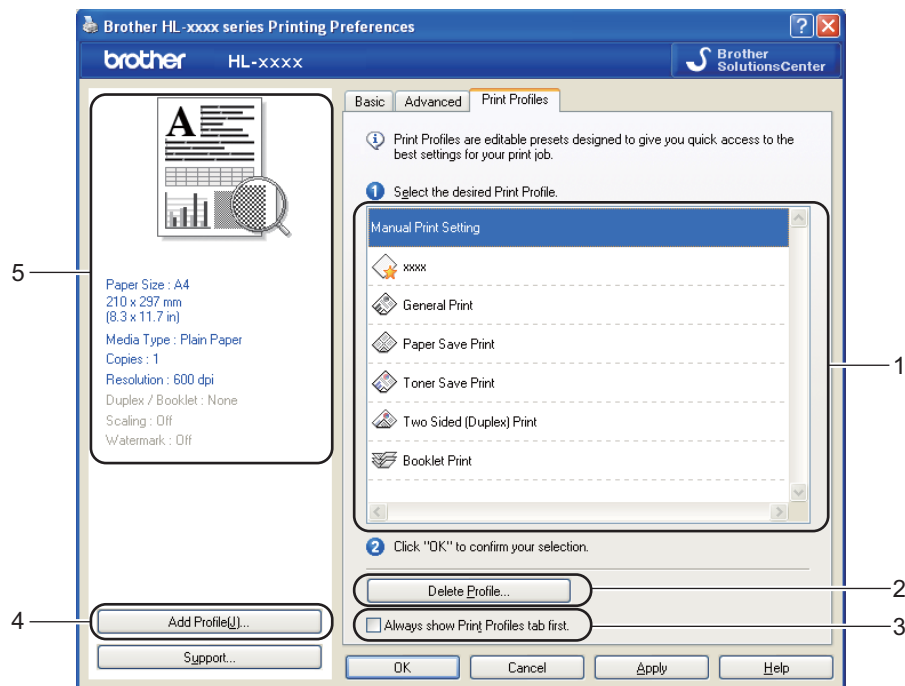 Brother HL-xxxx series Printing Preferences
brother HL-xxxx
Brother
SolutionsCenter
Basic Advanced Print Profiles
Print Profiles are editable presets designed to give you quick access to the
best settings for your print job.
1 Select the desired Print Profile.
Manual Print Setting
xxxx
General Print
Paper Save Print
Toner Save Print
Two Sided (Duplex) Print
Booklet Print
1
2 Click "OK" to confirm your selection.
Delete Profile...
2
Always show Print Profiles tab first.
3
A
5
Paper Size : A4
210 x 297 mm
(8.3 x 11.7 in)
Media Type : Plain Paper
Copies : 1
Resolution : 600 dpi
Duplex / Booklet : None
Scaling : Off
Watermark : Off
4
Add Profile(J)...
Support...
OK Cancel Apply Help